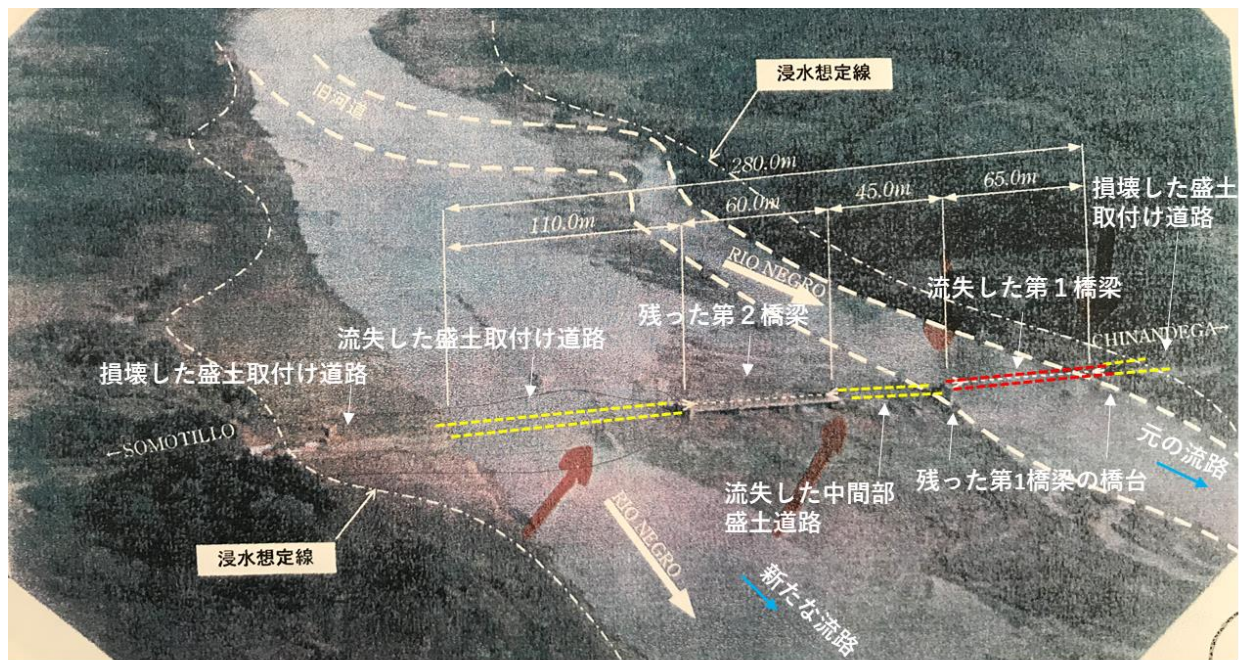 浸水想定線
旧河道
280.0m
45.0m
65.0m
60.0m
110.0m
損壊した盛土
取付け道路
RIO NEGRO
流失した第１橋梁
残った第２橋梁
CHINANDEGA→
流失した盛土取付け道路
損壊した盛土取付け道路
←SOMOTILLO
元の流路
残った第1橋梁の橋台
流失した中間部
盛土道路
RIO NEGRO
浸水想定線
新たな流路